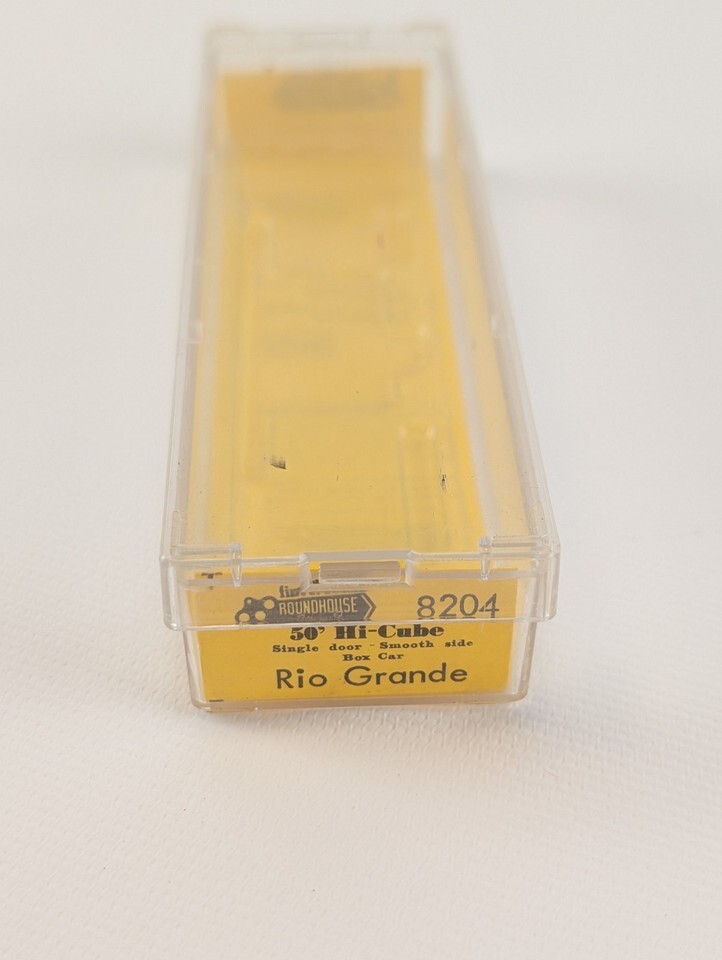 ROUNDHOUSE 8204
50' Hi-Cube
Single door - Smooth side
Box Car
Rio Grande